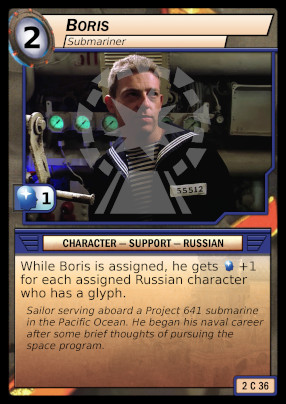 2
BORIS
Submariner
55512
1
CHARACTER – SUPPORT – RUSSIAN
While Boris is assigned, he gets +1
for each assigned Russian character
who has a glyph.
Sailor serving aboard a Project 641 submarine
in the Pacific Ocean. He began his naval career
after some brief thoughts of pursuing the
space program.
2 C 36